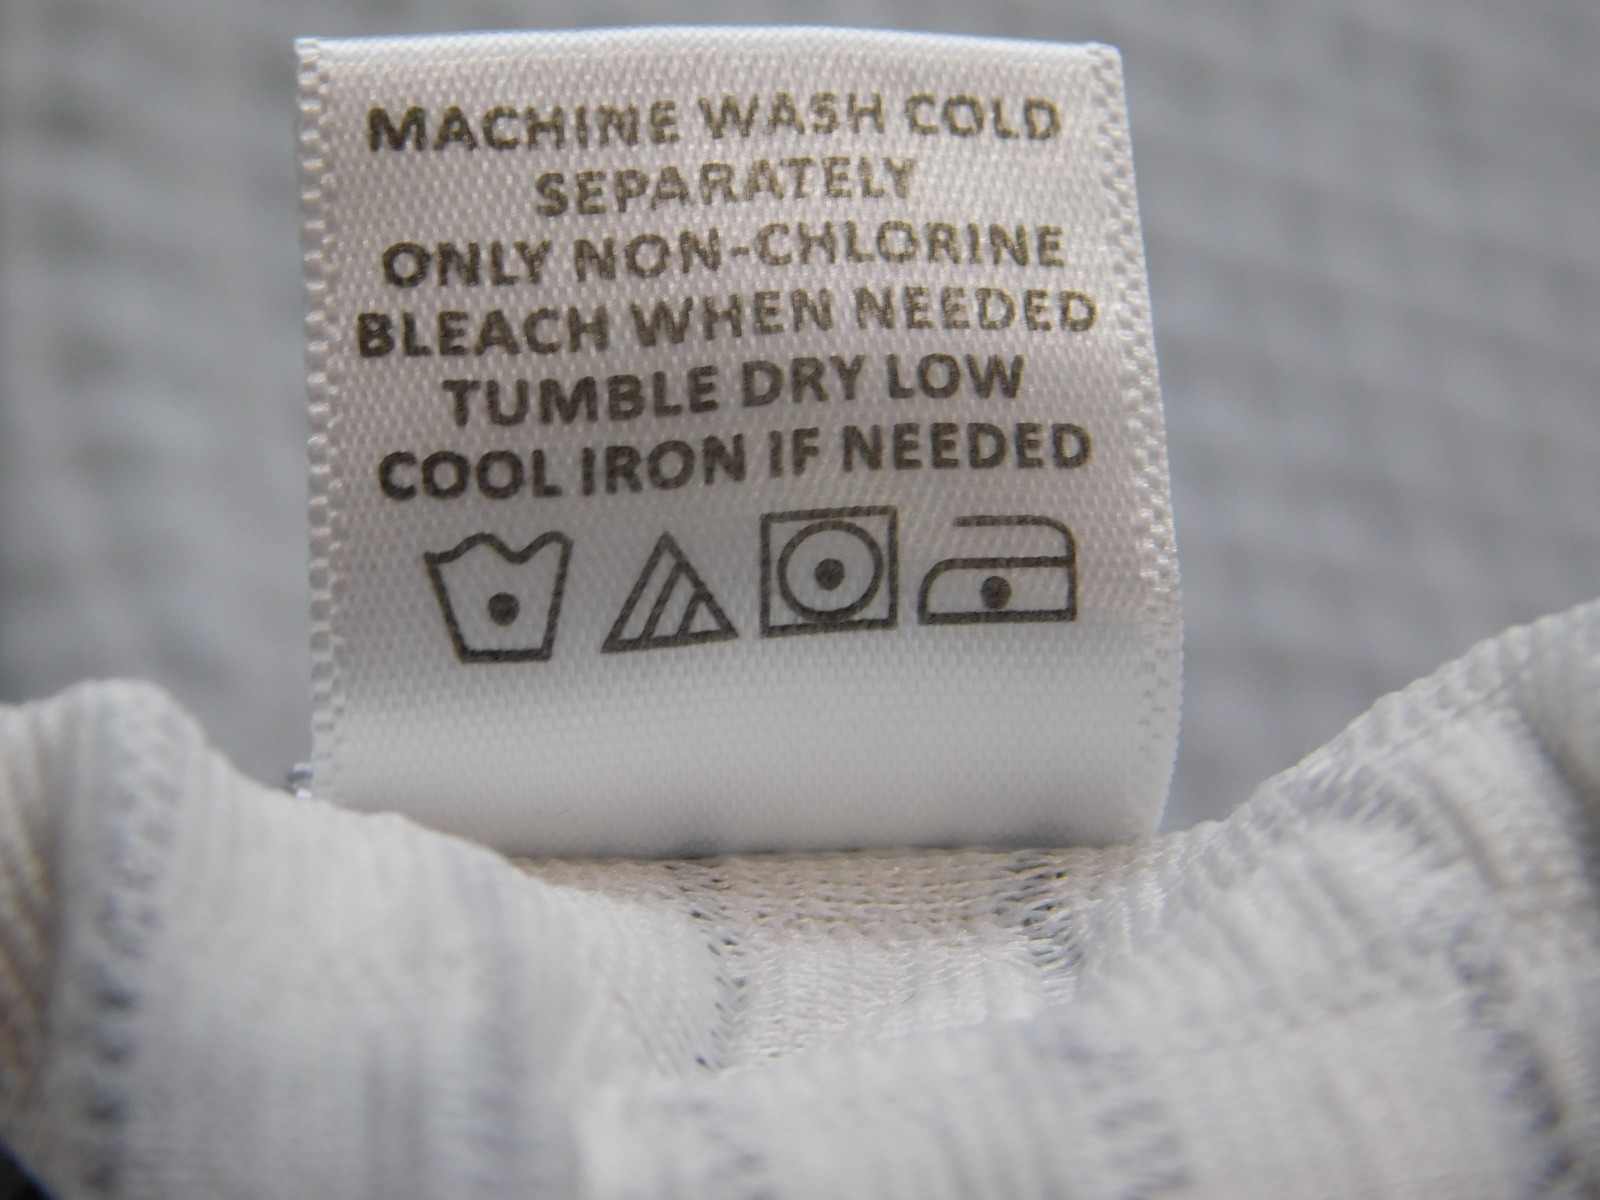 MACHINE WASH COLD
SEPARATELY
ONLY NON-CHLORINE
BLEACH WHEN NEEDED
TUMBLE DRY LOW
COOL IRON IF NEEDED